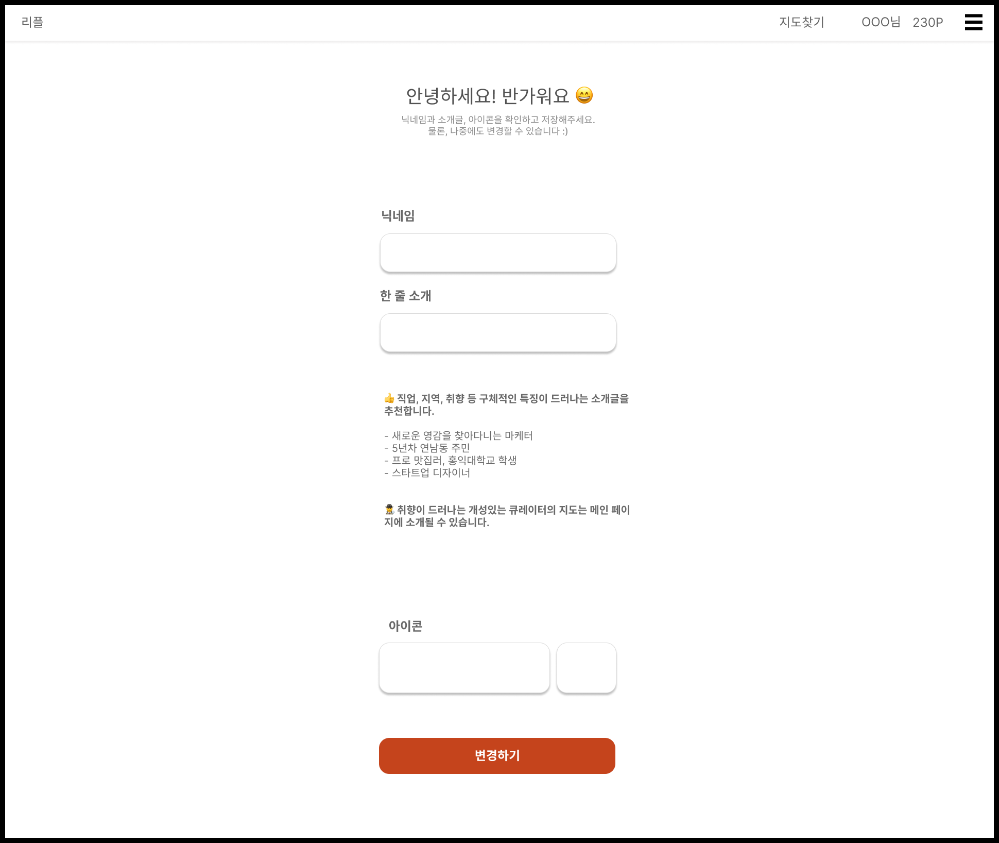 리플
지도찾기 OOO님 230P
안녕하세요! 반가워요 😄
닉네임과 소개글, 아이콘을 확인하고 저장해주세요.
물론, 나중에도 변경할 수 있습니다 :)
닉네임
한 줄 소개
👍 직업, 지역, 취향 등 구체적인 특징이 드러나는 소개글을
추천합니다.
- 새로운 영감을 찾아다니는 마케터
- 5년차 연남동 주민
- 프로 맛집러, 홍익대학교 학생
- 스타트업 디자이너
🕵️ 취향이 드러나는 개성있는 큐레이터의 지도는 메인 페이
지에 소개될 수 있습니다.
아이콘
변경하기